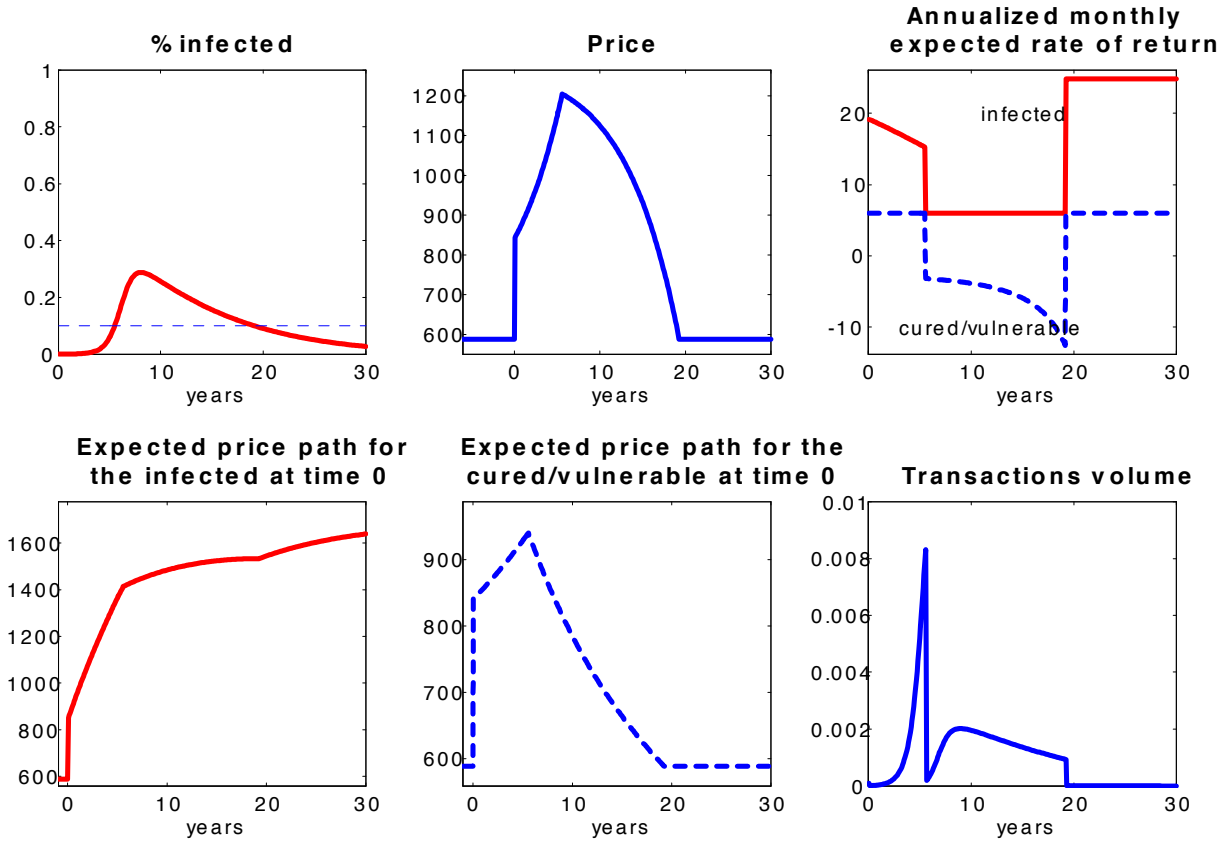 % infected
1
0.8
0.6
0.4
0.2
0
0 10 20 30
years
Price
1200
1100
1000
900
800
700
600
0 10 20 30
years
Annualized monthly
expected rate of return
20
10
0
-10
infected
cured/vulnerable
0 10 20 30
years
Expected price path for
the infected at time 0
1600
1400
1200
1000
800
600
0 10 20 30
years
Expected price path for the
cured/vulnerable at time 0
900
800
700
600
0 10 20 30
years
Transactions volume
0.01
0.008
0.006
0.004
0.002
0
0 10 20 30
years